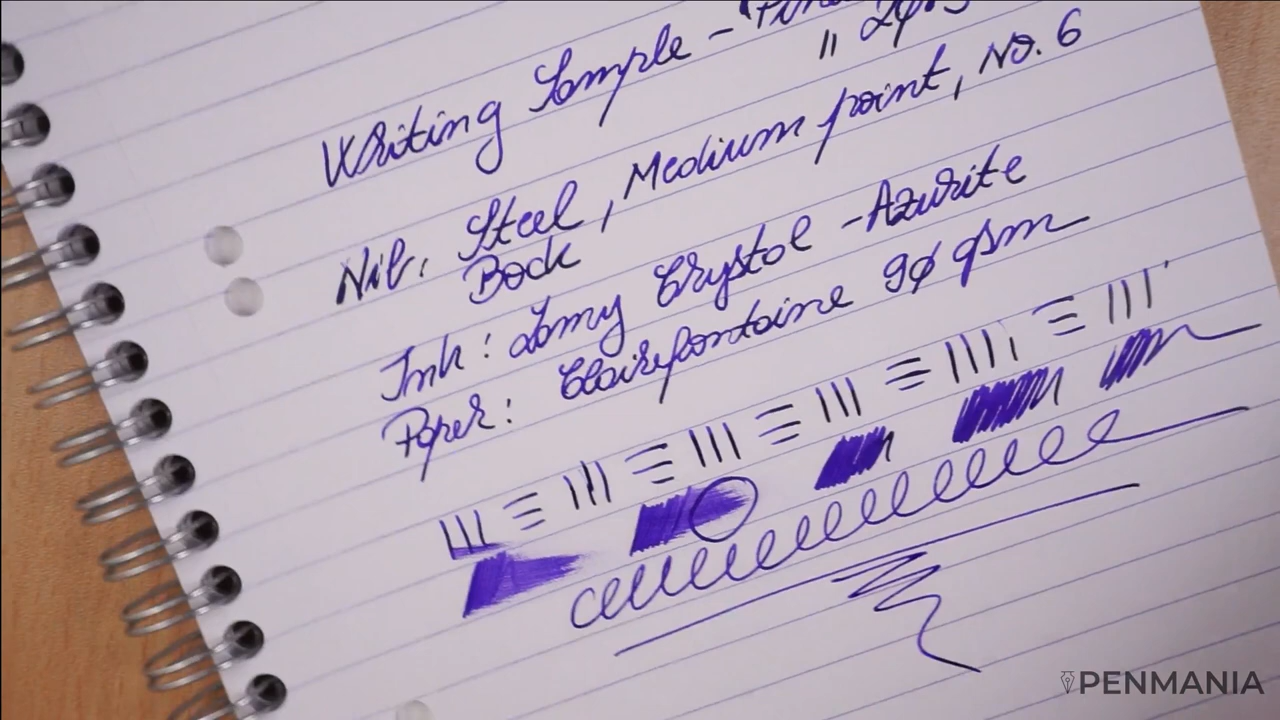 Writing Sample -
Nib: Steel, Medium point, No. 6
Bock
Ink: Lamy Crystal - Azurite
Paper: Clairefontaine 90 gsm
PENMANIA